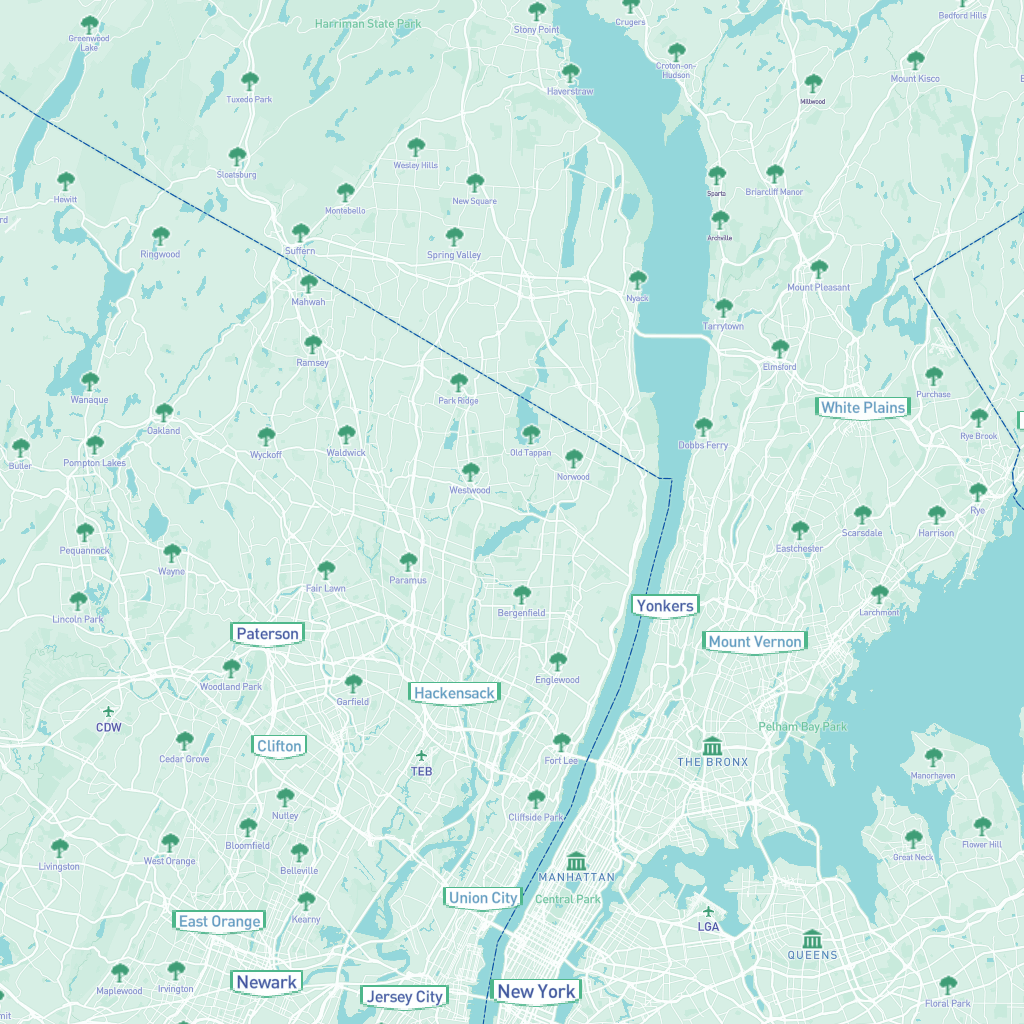 Harriman State Park
Crugers
Bedford Hills
Stony Point
Greenwood
Lake
Croton-on-
Hudson
Mount Kisco
Haverstraw
Tuxedo Park
Millwood
Wesley Hills
Sloatsburg
Sparta
Briarcliff Manor
Hewitt
New Square
Montebello
rd
Archville
Ringwood
Suffern
Spring Valley
Mount Pleasant
Mahwah
Nyack
Tarrytown
Ramsey
Elmsford
Purchase
Wanaque
Park Ridge
White Plains
Oakland
Rye Brook
Dobbs Ferry
Wyckoff
Waldwick
Old Tappan
Butler
Pompton Lakes
Norwood
Westwood
Rye
Scarsdale
Harrison
Eastchester
Pequannock
Wayne
Paramus
Fair Lawn
Yonkers
Bergenfield
Larchmont
Lincoln Park
Paterson
Mount Vernon
Englewood
Woodland Park
Hackensack
Garfield
CDW
Pelham Bay Park
Clifton
Cedar Grove
Fort Lee
THE BRONX
TEB
Manorhaven
Nutley
Cliffside Park
Bloomfield
Flower Hill
Great Neck
West Orange
Livingston
Belleville
MANHATTAN
Union City
Central Park
Kearny
East Orange
LGA
QUEENS
Newark
Maplewood
Irvington
Jersey City
New York
Floral Park
mit